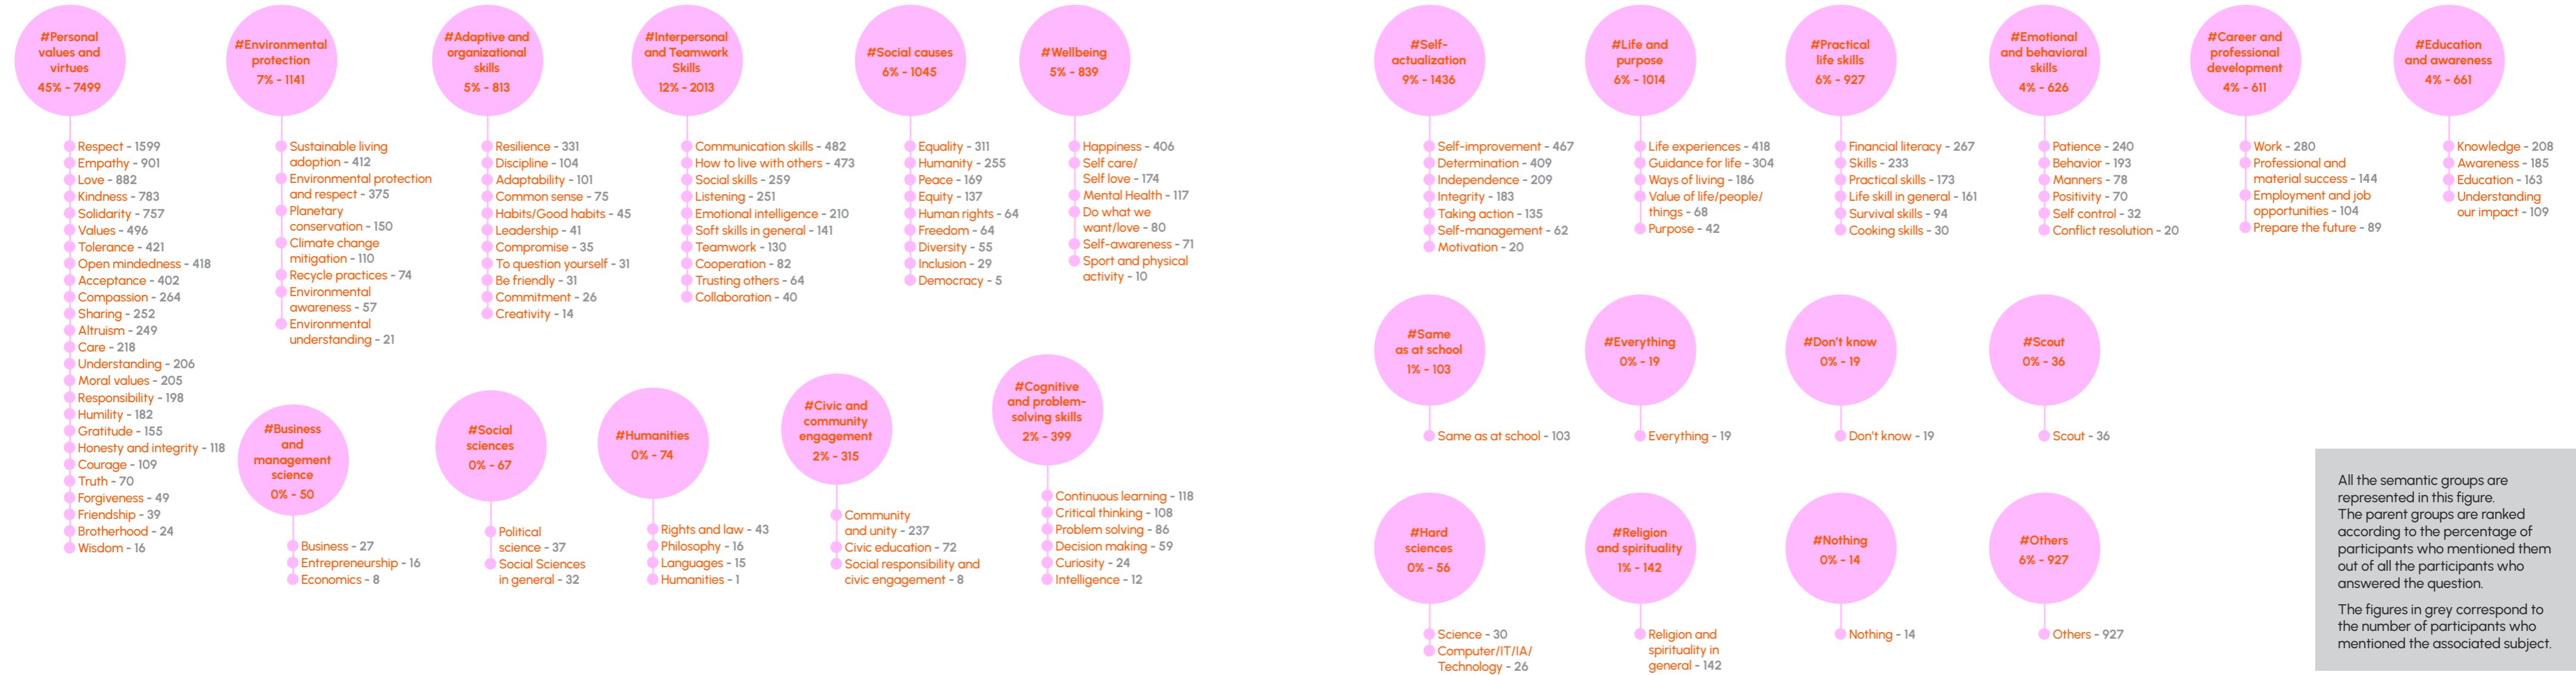 #Personal
values and
virtues
45% - 7499
Respect - 1599
Empathy - 901
Love - 882
Kindness - 783
Solidarity - 757
Values - 496
Tolerance - 421
Open mindedness - 418
Acceptance - 402
Compassion - 264
Sharing - 252
Altruism - 249
Care - 218
Understanding - 206
Moral values - 205
Responsibility - 198
Humility - 182
Gratitude - 155
Honesty and integrity - 118
Courage - 109
Truth - 70
Forgiveness - 49
Friendship - 39
Brotherhood - 24
Wisdom - 16
#Environmental
protection
7% - 1141
Sustainable living
adoption - 412
Environmental protection
and respect - 375
Planetary
conservation - 150
Climate change
mitigation - 110
Recycle practices - 74
Environmental
awareness - 57
Environmental
understanding - 21
#Adaptive and
organizational
skills
5% - 813
Resilience - 331
Discipline - 104
Adaptability - 101
Common sense - 75
Habits/Good habits - 45
Leadership - 41
Compromise - 35
To question yourself - 31
Be friendly - 31
Commitment - 26
Creativity - 14
#Interpersonal
and Teamwork
Skills
12% - 2013
Communication skills - 482
How to live with others - 473
Social skills - 259
Listening - 251
Emotional intelligence - 210
Soft skills in general - 141
Teamwork - 130
Cooperation - 82
Trusting others - 64
Collaboration - 40
#Social causes
6% - 1045
Equality - 311
Humanity - 255
Peace - 169
Equity - 137
Human rights - 64
Freedom - 64
Diversity - 55
Inclusion - 29
Democracy - 5
#Wellbeing
5% - 839
Happiness - 406
Self care/
Self love - 174
Mental Health - 117
Do what we
want/love - 80
Self-awareness - 71
Sport and physical
activity - 10
#Business
and
management
science
0% - 50
Business - 27
Entrepreneurship - 16
Economics - 8
#Social
sciences
0% - 67
Political
science - 37
Social Sciences
in general - 32
#Humanities
0% - 74
Rights and law - 43
Philosophy - 16
Languages - 15
Humanities - 1
#Civic and
community
engagement
2% - 315
Community
and unity - 237
Civic education - 72
Social responsibility and
civic engagement - 8
#Cognitive
and problem-
solving skills
2% - 399
Continuous learning - 118
Critical thinking - 108
Problem solving - 86
Decision making - 59
Curiosity - 24
Intelligence - 12
#Self-
actualization
9% - 1436
Self-improvement - 467
Determination - 409
Independence - 209
Integrity - 183
Taking action - 135
Self-management - 62
Motivation - 20
#Life and
purpose
6% - 1014
Life experiences - 418
Guidance for life - 304
Ways of living - 186
Value of life/people/
things - 68
Purpose - 42
#Practical
life skills
6% - 927
Financial literacy - 267
Skills - 233
Practical skills - 173
Life skill in general - 161
Survival skills - 94
Cooking skills - 30
#Emotional
and behavioral
skills
4% - 626
Patience - 240
Behavior - 193
Manners - 78
Positivity - 70
Self control - 32
Conflict resolution - 20
#Career and
professional
development
4% - 611
Work - 280
Professional and
material success - 144
Employment and job
opportunities - 104
Prepare the future - 89
#Education
and awareness
4% - 661
Knowledge - 208
Awareness - 185
Education - 163
Understanding
our impact - 109
#Same
as at school
1% - 103
Same as at school - 103
#Everything
0% - 19
Everything - 19
#Don't know
0% - 19
Don't know - 19
#Scout
0% - 36
Scout - 36
#Hard
sciences
0% - 56
Science - 30
Computer/IT/IA/
Technology - 26
#Religion
and spirituality
1% - 142
Religion and
spirituality in
general - 142
#Nothing
0% - 14
Nothing - 14
#Others
6% - 927
Others - 927
All the semantic groups are
represented in this figure.
The parent groups are ranked
according to the percentage of
participants who mentioned them
out of all the participants who
answered the question.
The figures in grey correspond to
the number of participants who
mentioned the associated subject.